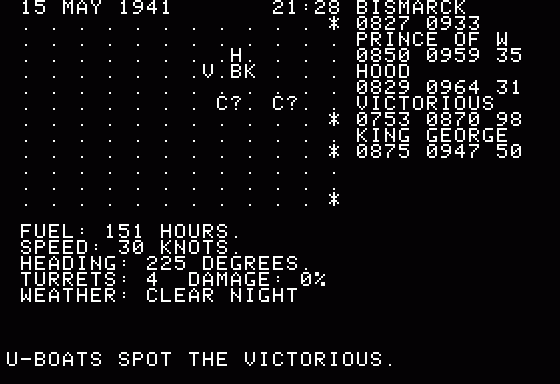 15 MAY 1941 21:28 BISMARCK
. . . . . . . . . . . * 0827 0933
PRINCE OF W
. . . . . . . H . . . . 0850 0959 35
. V.BK HOOD
. . . . . . . . . . . . 0829 0964 31
C? C? . VICTORIOUS
. . . . . . . . . . . * 0753 0870 98
KING GEORGE
. . . . . . . . . . . * 0875 0947 50
. . . . . . . . . . . .
. . . . . . . . . . . *
FUEL: 151 HOURS.
SPEED: 30 KNOTS.
HEADING: 225 DEGREES.
TURRETS: 4 DAMAGE: 0%
WEATHER: CLEAR NIGHT
U-BOATS SPOT THE VICTORIOUS.